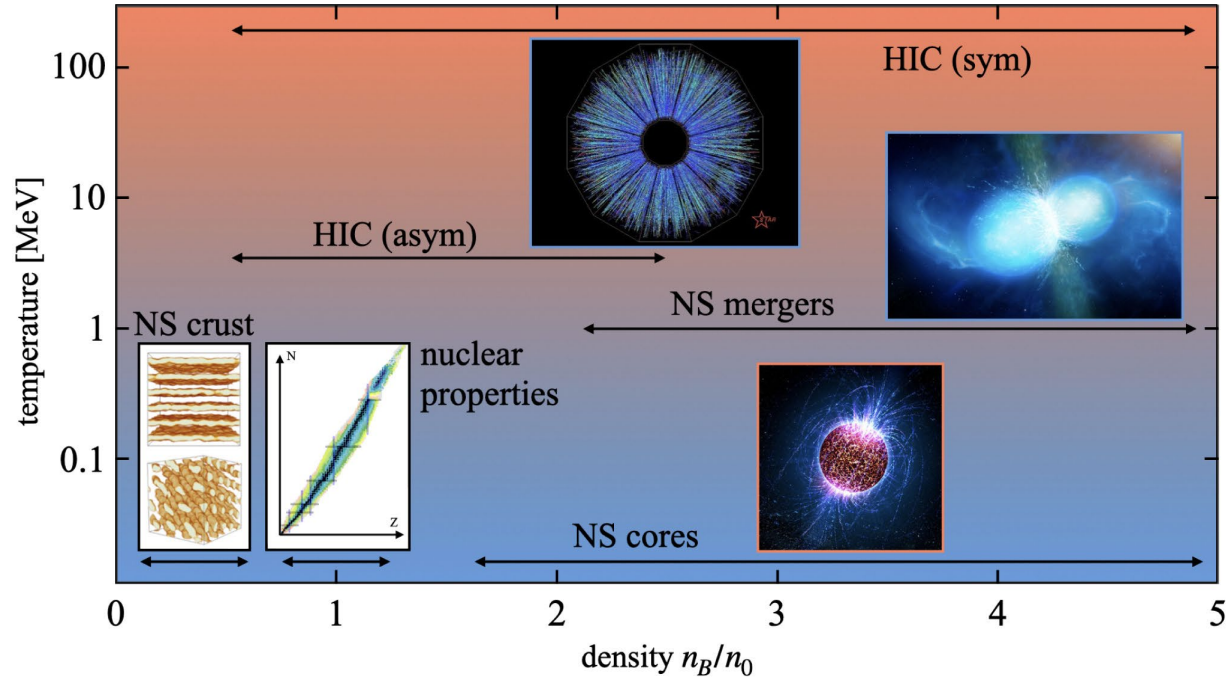 100
10
1
0.1
temperature [MeV]
HIC (sym)
STAR
HIC (asym)
NS mergers
NS crust
N
Z
nuclear
properties
NS cores
0 1 2 3 4 5
density n_B/n_0